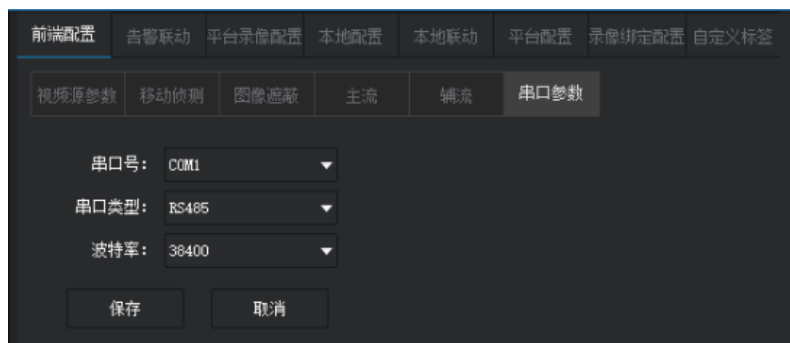 前端配置 告警联动 平台录像配置 本地配置 本地联动 平台配置 录像绑定配置 自定义标签
视频源参数 移动侦测 图像遮蔽 主流 辅流 串口参数
串口号： COM1
串口类型： RS485
波特率： 38400
保存 取消